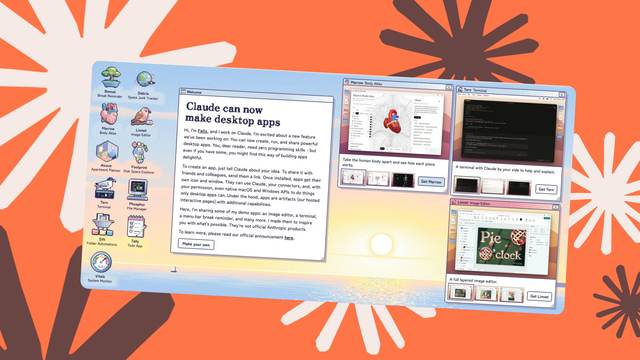 Bonsai
Break Reminder
Debris
Space Junk Tracker
Marrow
Body Atlas
Linnet
Image Editor
Above
Apartment Planner
Footprint
Disk Space Explorer
Tern
Terminal
Phosphor
File Manager
Sift
Folder Automations
Tally
Todo App
Vitals
System Monitor
Welcome
Claude can now
make desktop apps
Hi, I'm Felix, and I work on Claude. I'm excited about a new feature
we've been working on: You can now create, run, and share powerful
desktop apps. You, dear reader, need zero programming skills - but
even if you have some, you might find this way of building apps
delightful.
To create an app, just tell Claude about your idea. To share it with
friends and colleagues, send them a link. Once installed, apps get their
own icon and window. They can use Claude, your connectors, and, with
your permission, even native macOS and Windows APIs to do things
only desktop apps can. Under the hood, apps are artifacts (our hosted
interactive pages) with additional capabilities.
Here, I'm sharing some of my demo apps: an image editor, a terminal,
a menu bar break reminder, and many more. I made them to inspire
you with what's possible. They're not official Anthropic products.
To learn more, please read our official announcement here.
Make your own
Marrow Body Atlas
Take the human body apart and see how each piece
works.
Get Marrow
Tern Terminal
A terminal with Claude by your side to help and explain.
Get Tern
Linnet Image Editor
Pie
o'clock
A full layered image editor.
Get Linnet